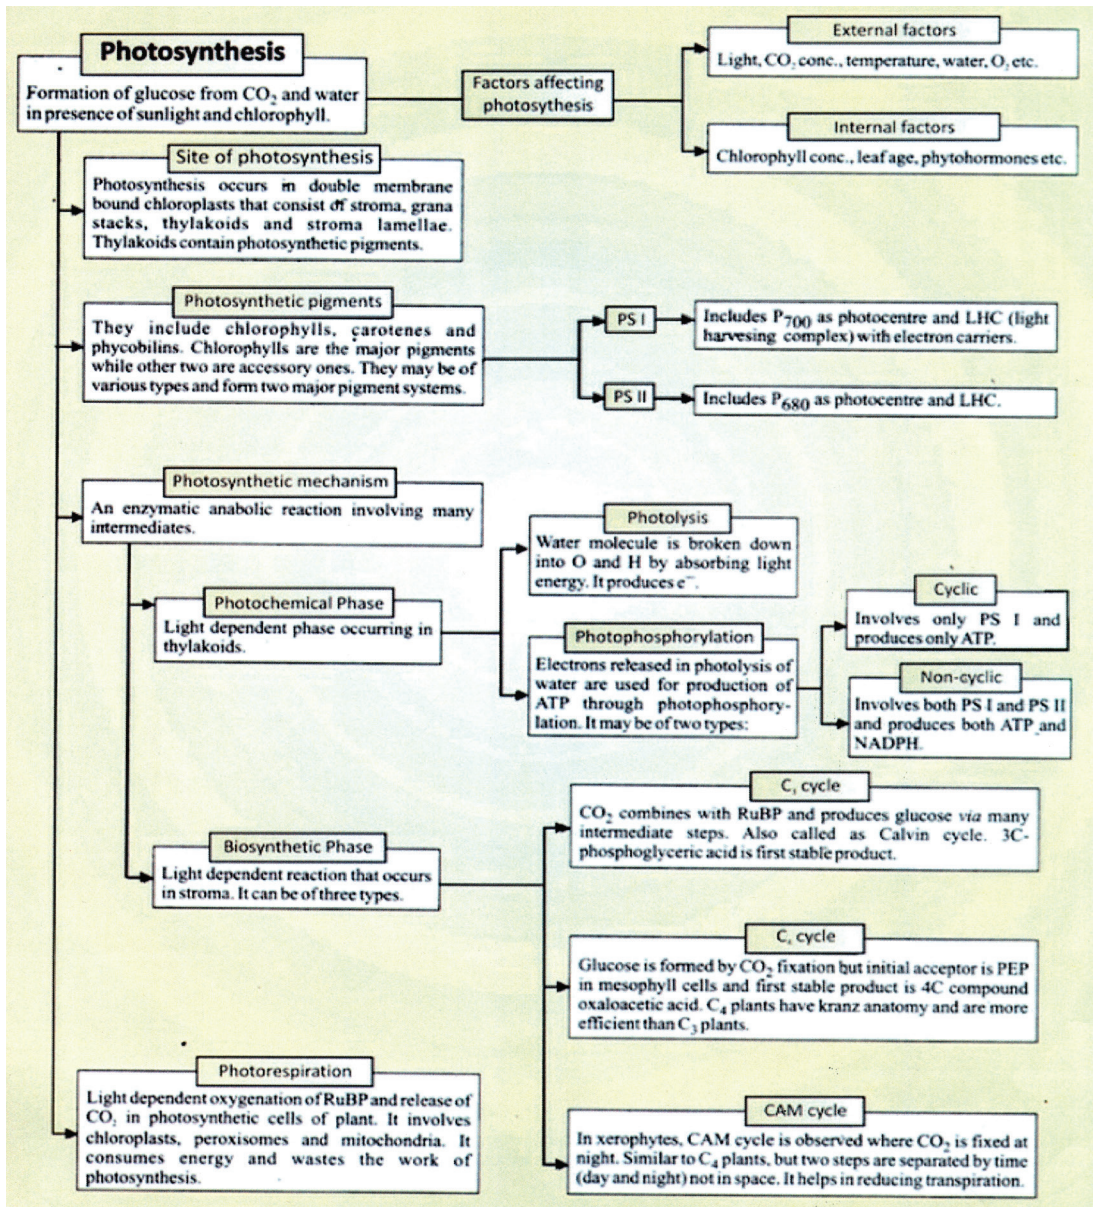 Photosynthesis
Formation of glucose from CO₂ and water
in presence of sunlight and chlorophyll.
Factors affecting
photosythesis
External factors
Light, CO₂ conc., temperature, water, O₂ etc.
Internal factors
Chlorophyll conc., leaf age, phytohormones etc.
Site of photosynthesis
Photosynthesis occurs in double membrane
bound chloroplasts that consist of stroma, grana
stacks, thylakoids and stroma lamellae.
Thylakoids contain photosynthetic pigments.
Photosynthetic pigments
They include chlorophylls, carotenes and
phycobilins. Chlorophylls are the major pigments
while other two are accessory ones. They may be of
various types and form two major pigment systems.
PS I
Includes P₇₀₀ as photocentre and LHC (light
harvesing complex) with electron carriers.
PS II
Includes P₆₈₀ as photocentre and LHC.
Photosynthetic mechanism
An enzymatic anabolic reaction involving many
intermediates.
Photochemical Phase
Light dependent phase occurring in
thylakoids.
Photolysis
Water molecule is broken down
into O and H by absorbing light
energy. It produces e⁻.
Photophosphorylation
Electrons released in photolysis of
water are used for production of
ATP through photophosphory-
lation. It may be of two types:
Cyclic
Involves only PS I and
produces only ATP.
Non-cyclic
Involves both PS I and PS II
and produces both ATP and
NADPH.
Biosynthetic Phase
Light dependent reaction that occurs
in stroma. It can be of three types.
C₃ cycle
CO₂ combines with RuBP and produces glucose via many
intermediate steps. Also called as Calvin cycle. 3C-
phosphoglyceric acid is first stable product.
C₄ cycle
Glucose is formed by CO₂ fixation but initial acceptor is PEP
in mesophyll cells and first stable product is 4C compound
oxaloacetic acid. C₄ plants have kranz anatomy and are more
efficient than C₃ plants.
CAM cycle
In xerophytes, CAM cycle is observed where CO₂ is fixed at
night. Similar to C₄ plants, but two steps are separated by time
(day and night) not in space. It helps in reducing transpiration.
Photorespiration
Light dependent oxygenation of RuBP and release of
CO₂ in photosynthetic cells of plant. It involves
chloroplasts, peroxisomes and mitochondria. It
consumes energy and wastes the work of
photosynthesis.